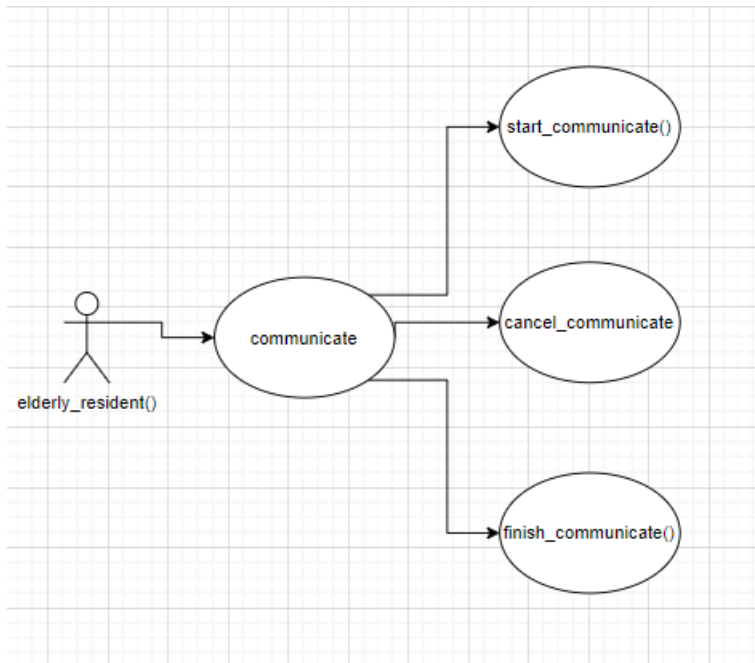 start_communicate()
cancel_communicate
communicate
elderly_resident()
finish_communicate()